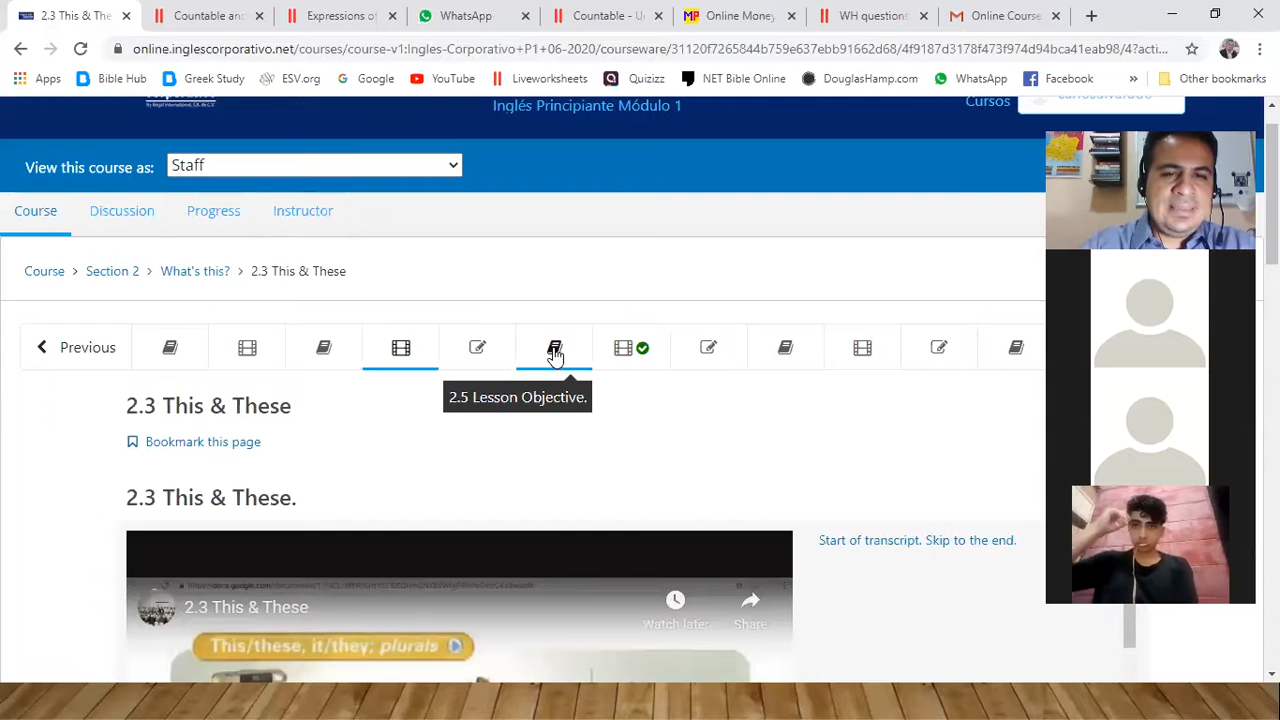 2.3 This & The
Countable and
Expressions of
WhatsApp
Countable - U
Online Money
WH questions
Online Course
online.inglescorporativo.net/courses/course-v1:Ingles-Corporativo+P1+06-2020/courseware/31120f72658f4b759e637ebb91662d68/4f9187d3178f473f974d94bca41eab98/4?acti...
Apps
Bible Hub
Greek Study
ESV.org
Google
YouTube
Liveworksheets
Quizizz
NET Bible Online
DouglasHamp.com
WhatsApp
Facebook
»
Other bookmarks
Inglés Principiante Módulo 1
Cursos
View this course as:
Staff
Course
Discussion
Progress
Instructor
Course > Section 2 > What's this? > 2.3 This & These
Previous
2.5 Lesson Objective.
2.3 This & These
Bookmark this page
2.3 This & These.
Start of transcript. Skip to the end.
2.3 This & These
Watch later
Share
This/these, it/they; plurals